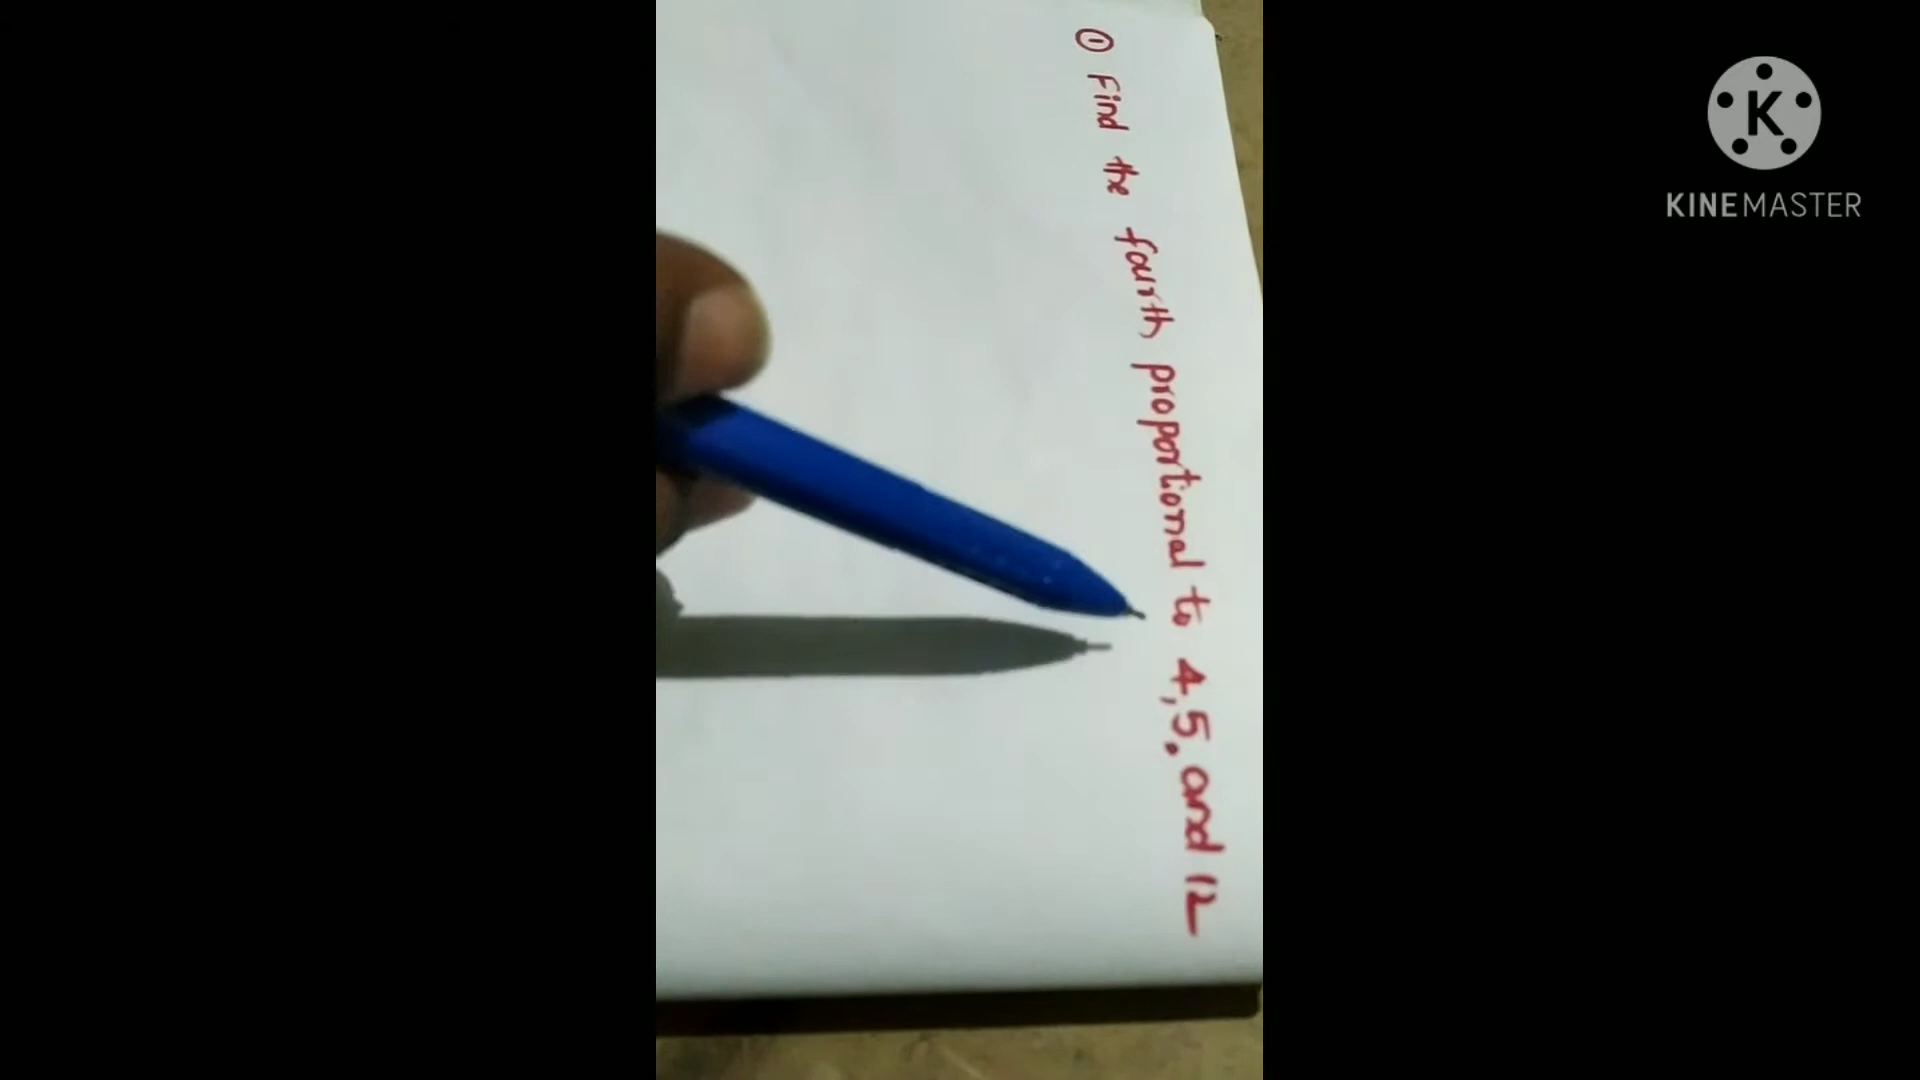 ① Find the fourth proportional to 4, 5, and 12
K
KINEMASTER